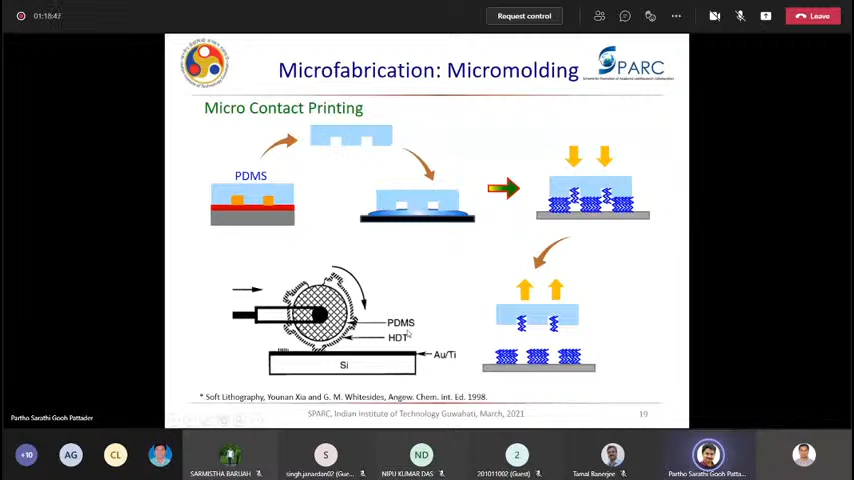 01:18:47
Request control
Leave
Microfabrication: Micromolding
SPARC
Micro Contact Printing
PDMS
PDMS
HDT
Au/Ti
Si
* Soft Lithography, Younan Xia and G. M. Whitesides, Angew. Chem. Int. Ed. 1998.
SPARC, Indian Institute of Technology Guwahati, March, 2021
19
Partho Sarathi Gooh Pattader
+10
AG
CL
SARMISTHA BARUAH
S
singh.janardan02 (Gue...
ND
NIPU KUMAR DAS
2
201011002 (Guest)
Tamal Banerjee
Partho Sarathi Gooh Patta...